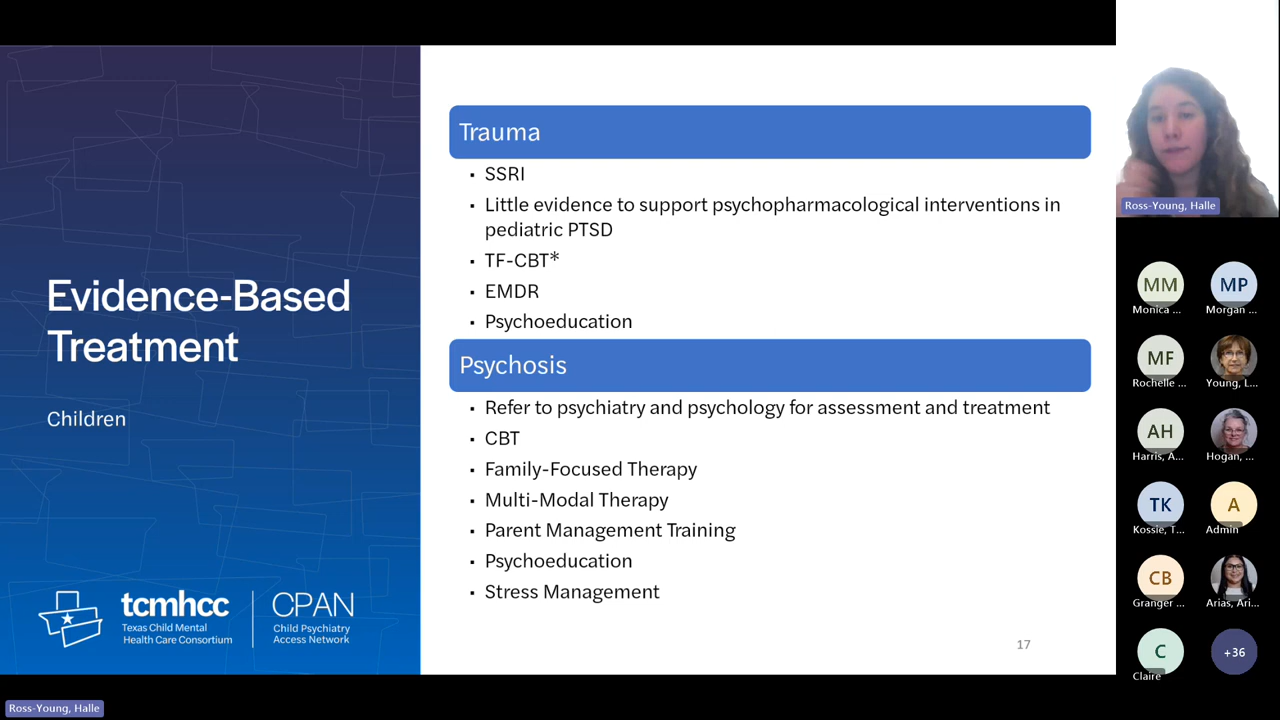 Evidence-Based
Treatment
Children
tcmhcc
Texas Child Mental
Health Care Consortium
CPAN
Child Psychiatry
Access Network
Trauma
▪ SSRI
▪ Little evidence to support psychopharmacological interventions in
pediatric PTSD
▪ TF-CBT*
▪ EMDR
▪ Psychoeducation
Psychosis
▪ Refer to psychiatry and psychology for assessment and treatment
▪ CBT
▪ Family-Focused Therapy
▪ Multi-Modal Therapy
▪ Parent Management Training
▪ Psychoeducation
▪ Stress Management
17
Ross-Young, Halle
MM
Monica ...
MP
Morgan ...
MF
Rochelle ...
Young, L...
AH
Harris, A...
Hogan, ...
TK
Kossie, T...
A
Admin
CB
Granger ...
Arias, Ari...
C
Claire
+36
Ross-Young, Halle